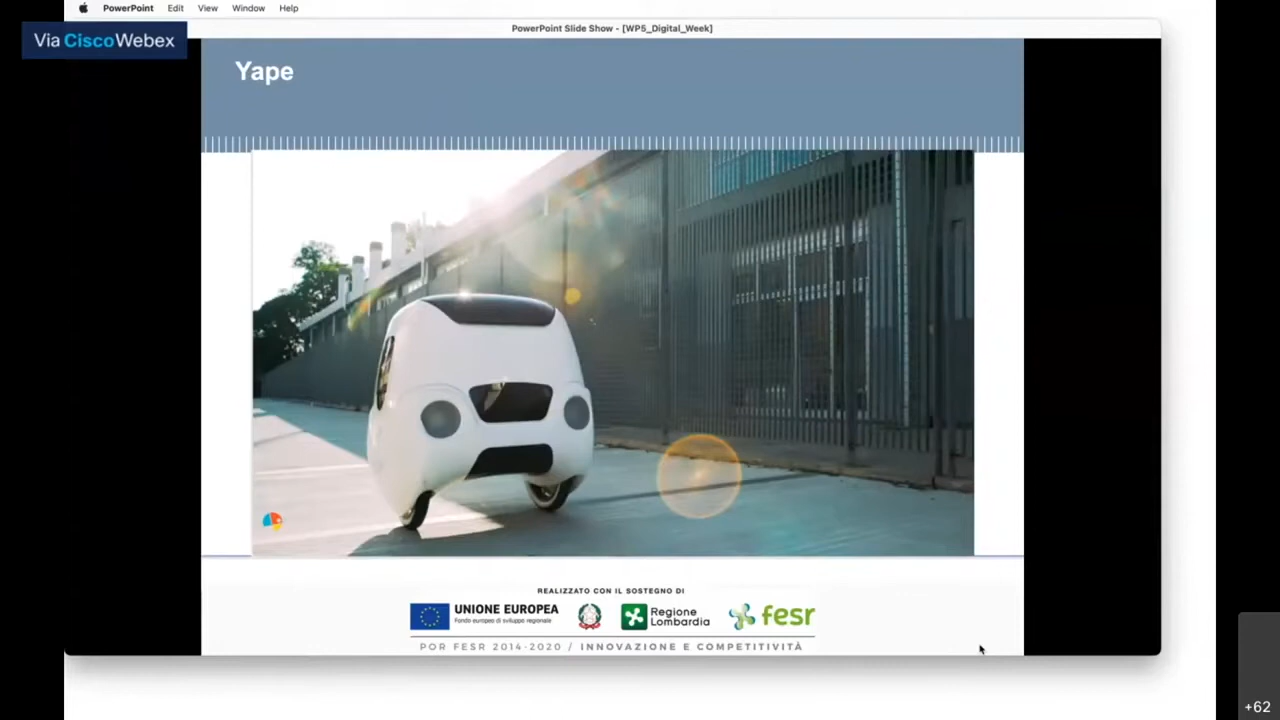 PowerPoint Edit View Window Help
PowerPoint Slide Show - [WP5_Digital_Week]
Via CiscoWebex
Yape
REALIZZATO CON IL SOSTEGNO DI
UNIONE EUROPEA
Fondo europeo di sviluppo regionale
Regione
Lombardia
fesr
POR FESR 2014-2020 / INNOVAZIONE E COMPETITIVITÀ
+62